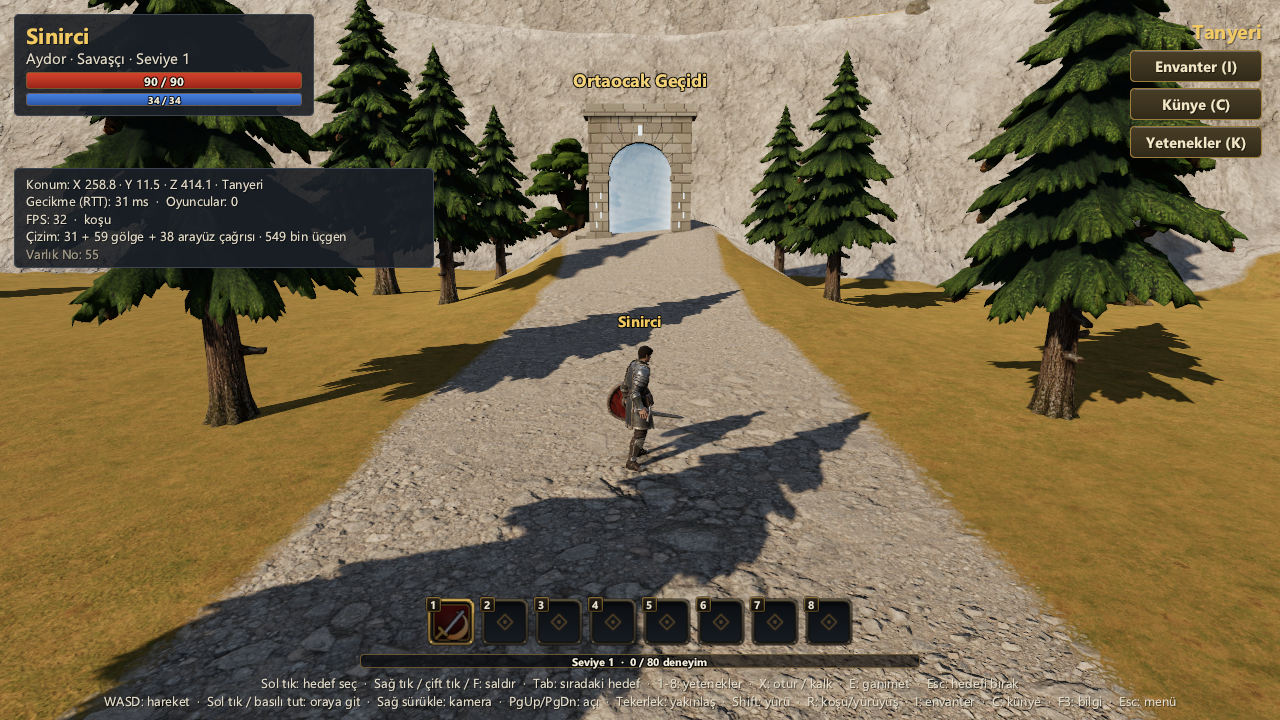 Sinirci
Aydor · Savaşçı · Seviye 1
90 / 90
34 / 34
Tanyeri
Envanter (I)
Künye (C)
Yetenekler (K)
Ortaocak Geçidi
Konum: X 258.8 · Y 11.5 · Z 414.1 · Tanyeri
Gecikme (RTT): 31 ms · Oyuncular: 0
FPS: 32 · koşu
Çizim: 31 + 59 gölge + 38 arayüz çağrısı · 549 bin üçgen
Varlık No: 55
Sinirci
1 2 3 4 5 6 7 8
Seviye 1 · 0 / 80 deneyim
Sol tık: hedef seç · Sağ tık / çift tık / F: saldır · Tab: sıradaki hedef · 1-8: yetenekler · X: otur / kalk · E: ganimet · Esc: hedefi bırak
WASD: hareket · Sol tık / basılı tut: oraya git · Sağ sürükle: kamera · PgUp/PgDn: açı · Tekerlek: yakınlaş · Shift: yürü · R: koşu/yürüyüş · I: envanter · C: künye · F3: bilgi · Esc: menü